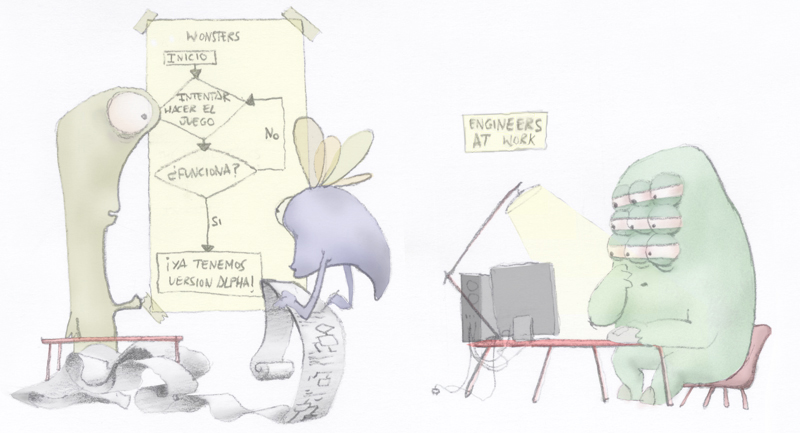 WONSTERS
INICIO
INTENTAR
HACER EL
JUEGO
NO
¿FUNCIONA?
SI
¡YA TENEMOS
VERSION ALPHA!
ENGINEERS
AT WORK